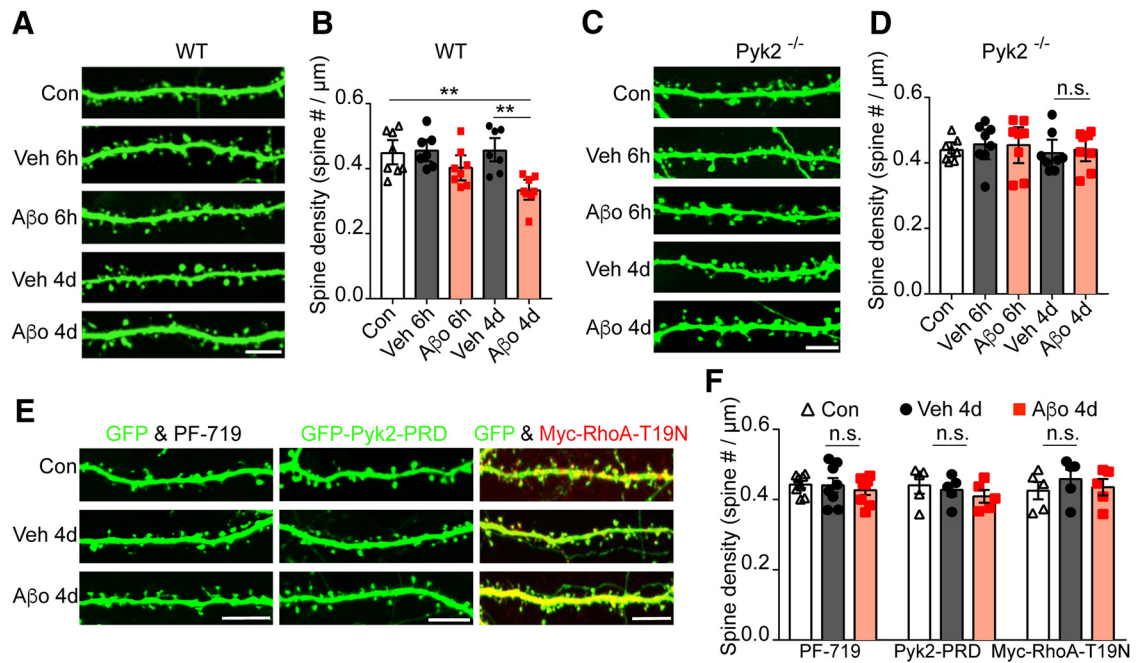 A
WT
Con
Veh 6h
Aβo 6h
Veh 4d
Aβo 4d
B
WT
Spine density (spine # / μm)
0.6
0.4
0.2
0.0
**
**
Con
Veh 6h
Aβo 6h
Veh 4d
Aβo 4d
C
Pyk2 -/-
Con
Veh 6h
Aβo 6h
Veh 4d
Aβo 4d
D
Pyk2 -/-
Spine density (spine # / μm)
0.6
0.4
0.2
0.0
n.s.
Con
Veh 6h
Aβo 6h
Veh 4d
Aβo 4d
E
GFP & PF-719
GFP-Pyk2-PRD
GFP & Myc-RhoA-T19N
Con
Veh 4d
Aβo 4d
F
Spine density (spine # / μm)
0.6
0.4
0.2
0.0
Con
Veh 4d
Aβo 4d
n.s.
n.s.
n.s.
PF-719
Pyk2-PRD
Myc-RhoA-T19N